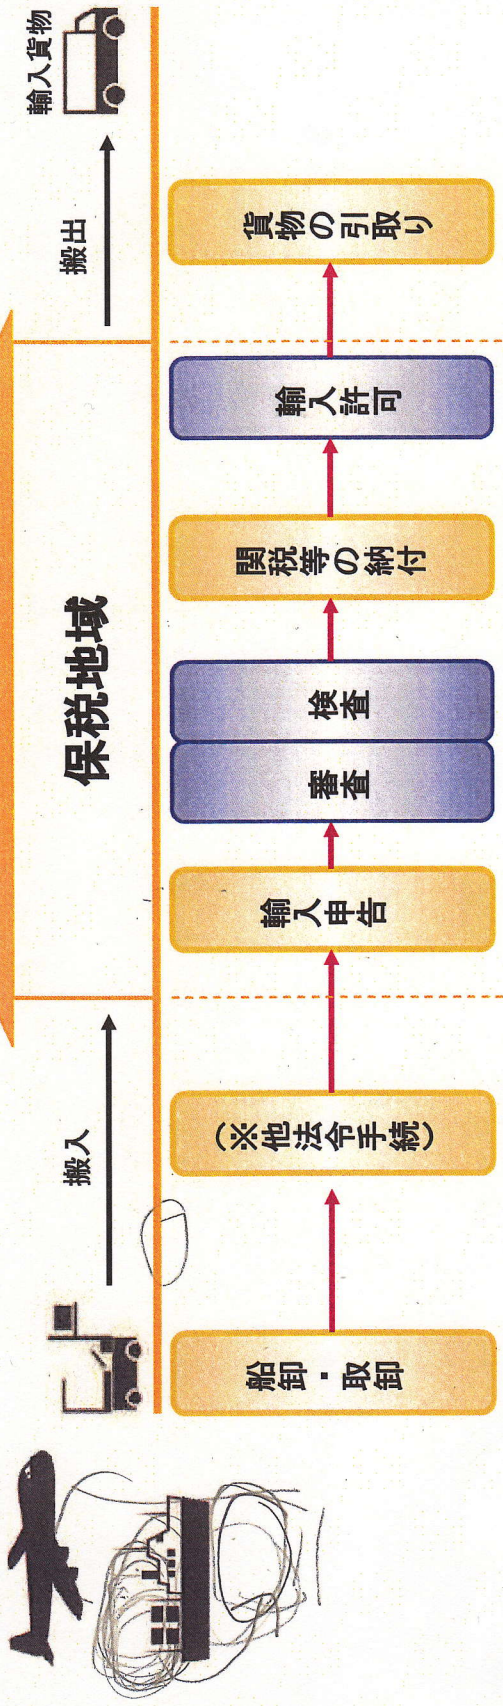 輸入貨物
搬出
保税地域
搬入
船卸・取卸
（※他法令手続）
輸入申告
審査
検査
関税等の納付
輸入許可
貨物の引取り